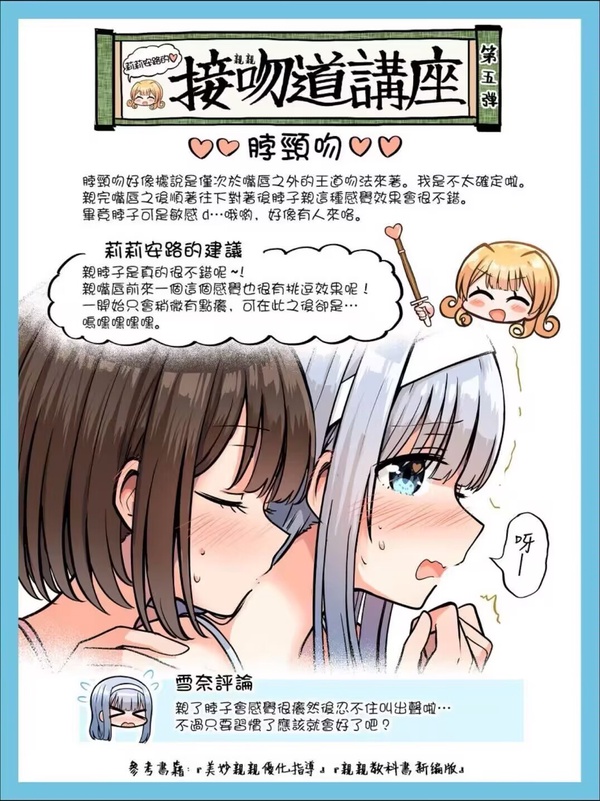 莉莉安路的♡
親親
接吻道講座
第五彈
♡♡脖頸吻♡♡
脖頸吻好像據說是僅次於嘴唇之外的王道吻法來著。我是不太確定啦。
親完嘴唇之後順著往下對著後脖子親這種感覺效果會很不錯。
畢竟脖子可是敏感d…哦喲，好像有人來咯。
莉莉安路的建議
親脖子是真的很不錯呢~!
親嘴唇前來一個這個感覺也很有挑逗效果呢！
一開始只會稍微有點癢，可在此之後卻是…
嗚嘿嘿嘿嘿。
呀—
雪奈評論
親了脖子會感覺很癢然後忍不住叫出聲啦…
不過只要習慣了應該就會好了吧？
參考書籍：『美妙親親優化指導』『親親教科書新編版』